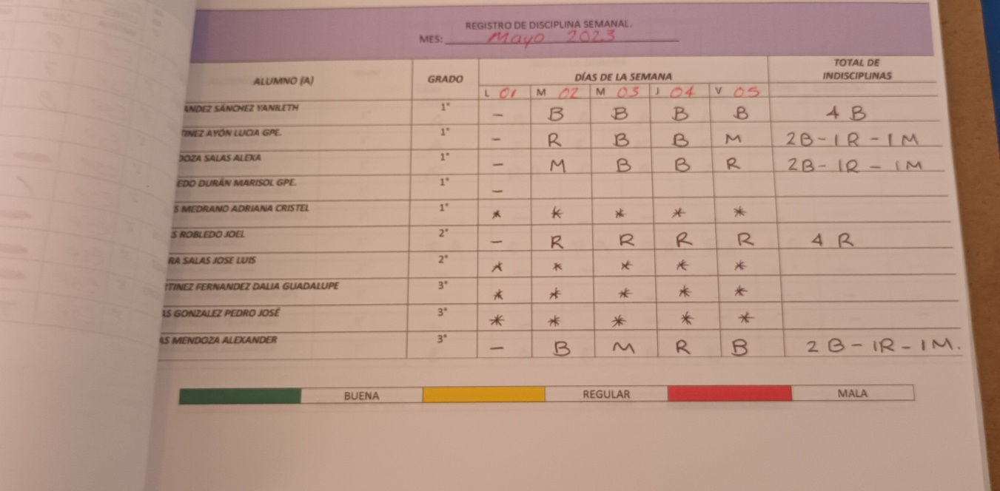 REGISTRO DE DISCIPLINA SEMANAL.
MES: Mayo 2023
ALUMNO (A) GRADO DÍAS DE LA SEMANA TOTAL DE INDISCIPLINAS
L 01 M 02 M 03 J 04 V 05
ANDEZ SÁNCHEZ YANILETH 1° - B B B B 4 B
TINEZ AYÓN LUCIA GPE. 1° - R B B M 2B-1R-1M
DOZA SALAS ALEXA 1° - M B B R 2B-1R-1M
EDO DURÁN MARISOL GPE. 1° -
S MEDRANO ADRIANA CRISTEL 1° * * * * *
S ROBLEDO JOEL 2° - R R R R 4 R
RA SALAS JOSE LUIS 2° * * * * *
TINEZ FERNANDEZ DALIA GUADALUPE 3° * * * * *
AS GONZALEZ PEDRO JOSÉ 3° * * * * *
AS MENDOZA ALEXANDER 3° - B M R B 2B-1R-1M.
BUENA REGULAR MALA